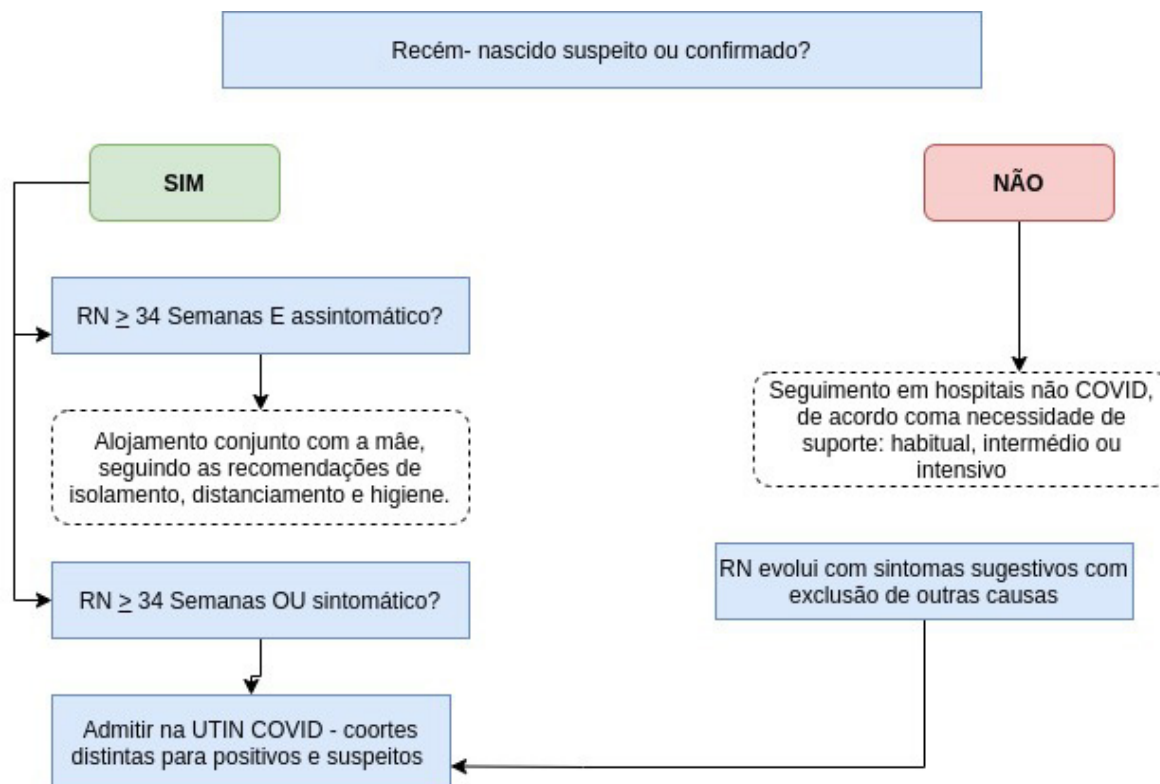 Recém- nascido suspeito ou confirmado?
SIM
NÃO
RN ≥ 34 Semanas E assintomático?
Alojamento conjunto com a mâe,
seguindo as recomendações de
isolamento, distanciamento e higiene.
RN ≥ 34 Semanas OU sintomático?
Admitir na UTIN COVID - coortes
distintas para positivos e suspeitos
Seguimento em hospitais não COVID,
de acordo coma necessidade de
suporte: habitual, intermédio ou
intensivo
RN evolui com sintomas sugestivos com
exclusão de outras causas